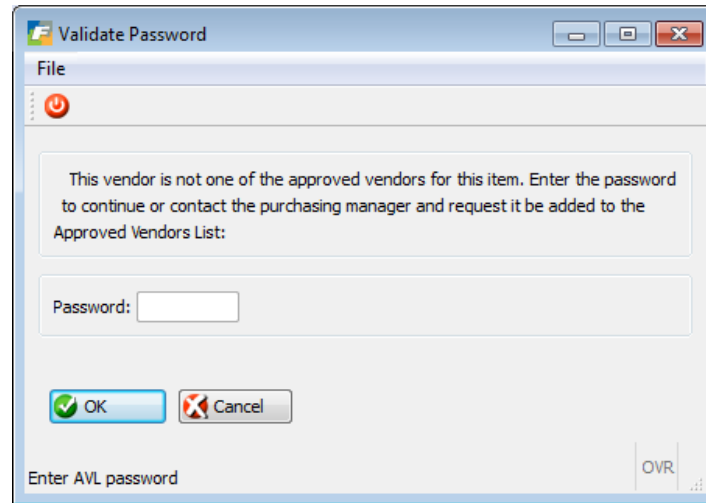 Validate Password
File
This vendor is not one of the approved vendors for this item. Enter the password
to continue or contact the purchasing manager and request it be added to the
Approved Vendors List:
Password:
OK Cancel
Enter AVL password OVR